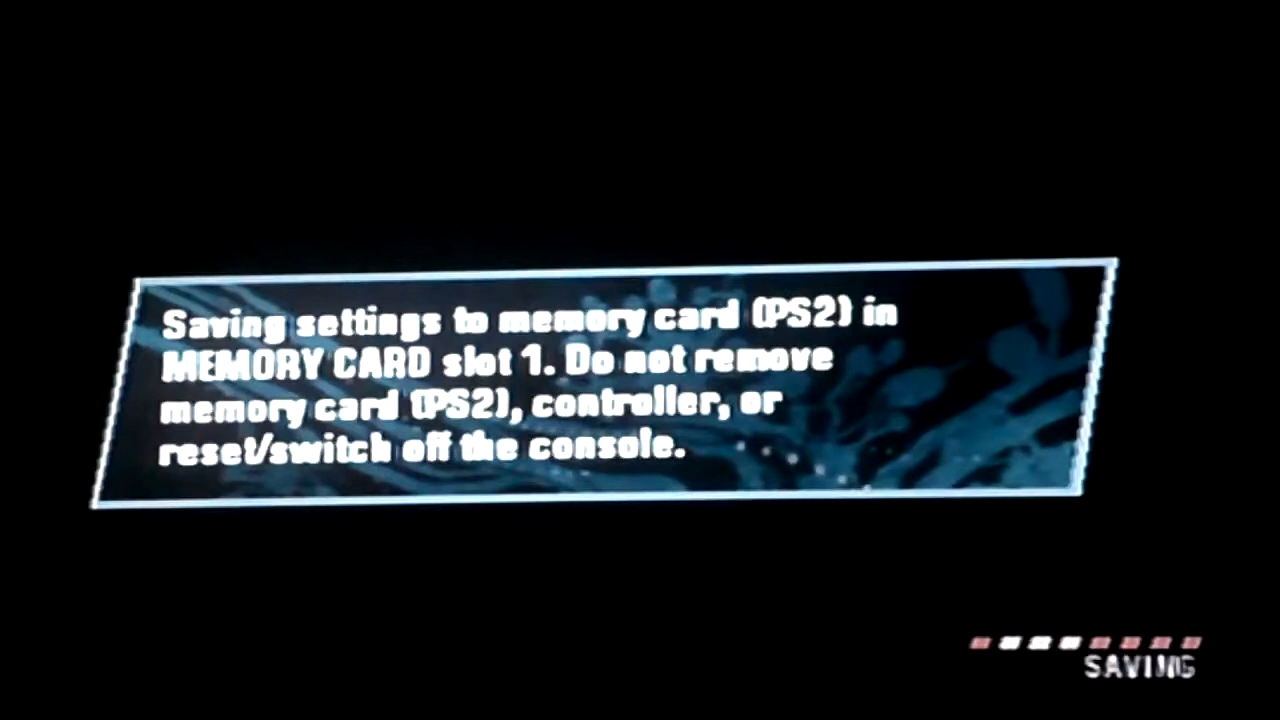 Saving settings to memory card (PS2) in
MEMORY CARD slot 1. Do not remove
memory card (PS2), controller, or
reset/switch off the console.
SAVING